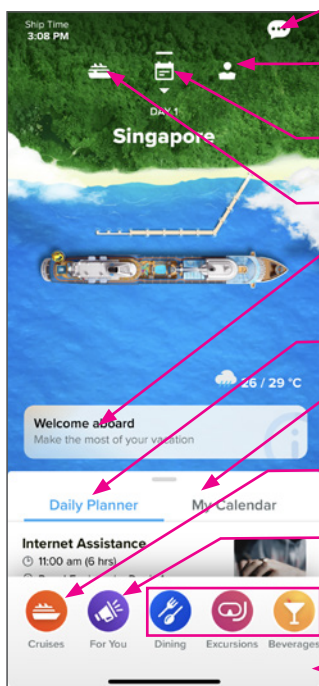 Ship Time
3:08 PM
DAY 1
Singapore
26 / 29 °C
Welcome aboard
Make the most of your vacation
Daily Planner
My Calendar
Internet Assistance
11:00 am (6 hrs)
Cruises
For You
Dining
Excursions
Beverages